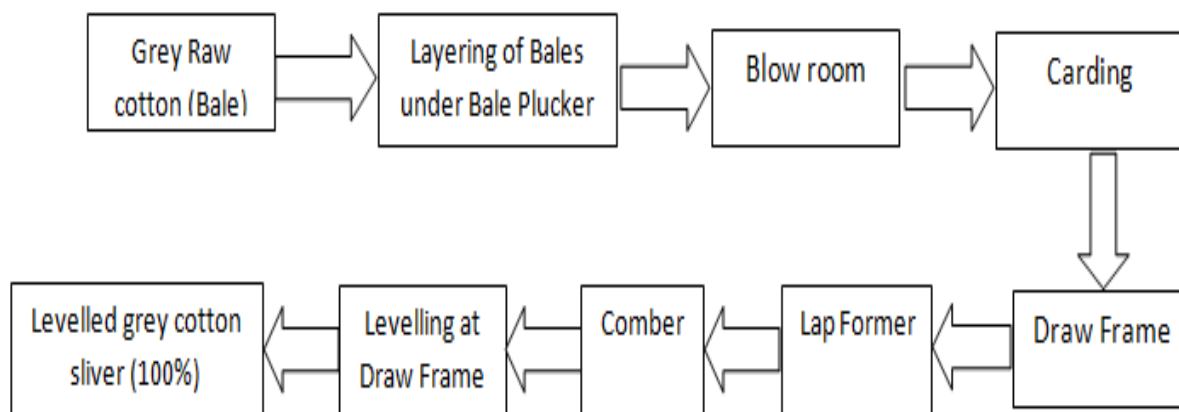 Grey Raw
cotton (Bale)
Layering of Bales
under Bale Plucker
Blow room
Carding
Draw Frame
Lap Former
Comber
Levelling at
Draw Frame
Levelled grey cotton
sliver (100%)